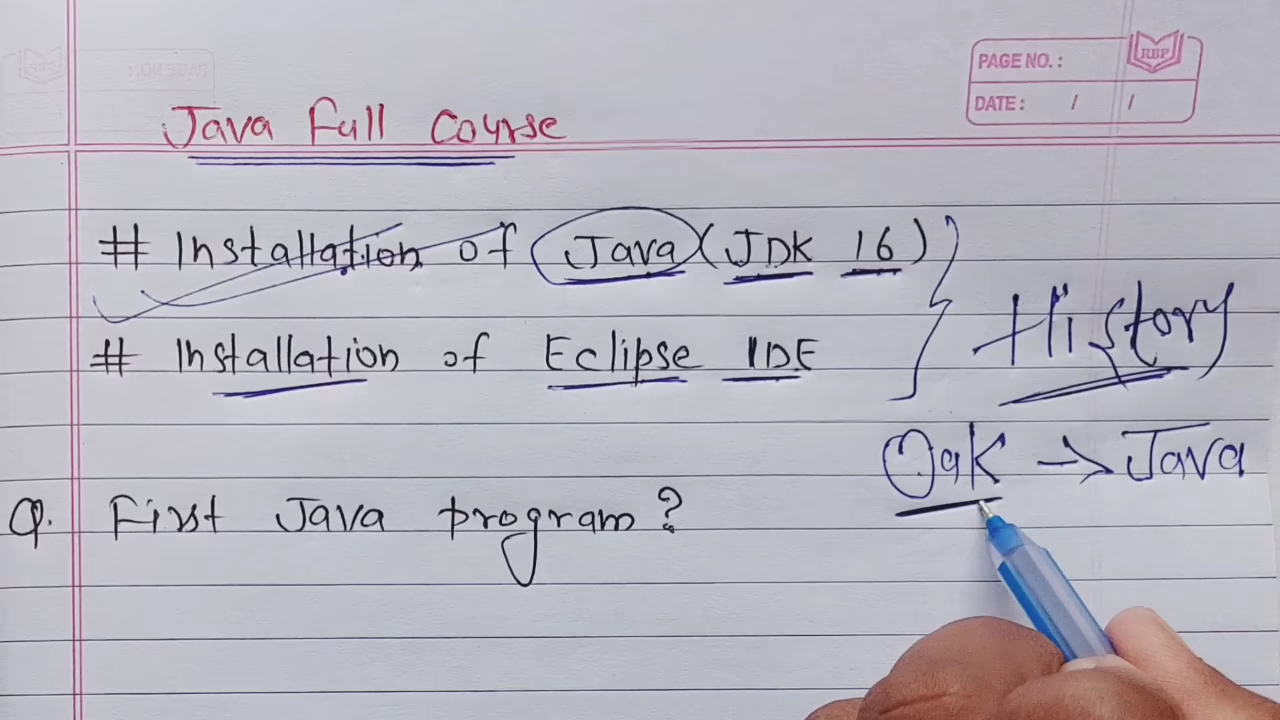 PAGE NO. :
RBP
DATE : / /
Java Full Course
# Installation of Java (JDK 16)
# Installation of Eclipse IDE
History
Oak → Java
Q. First Java program?